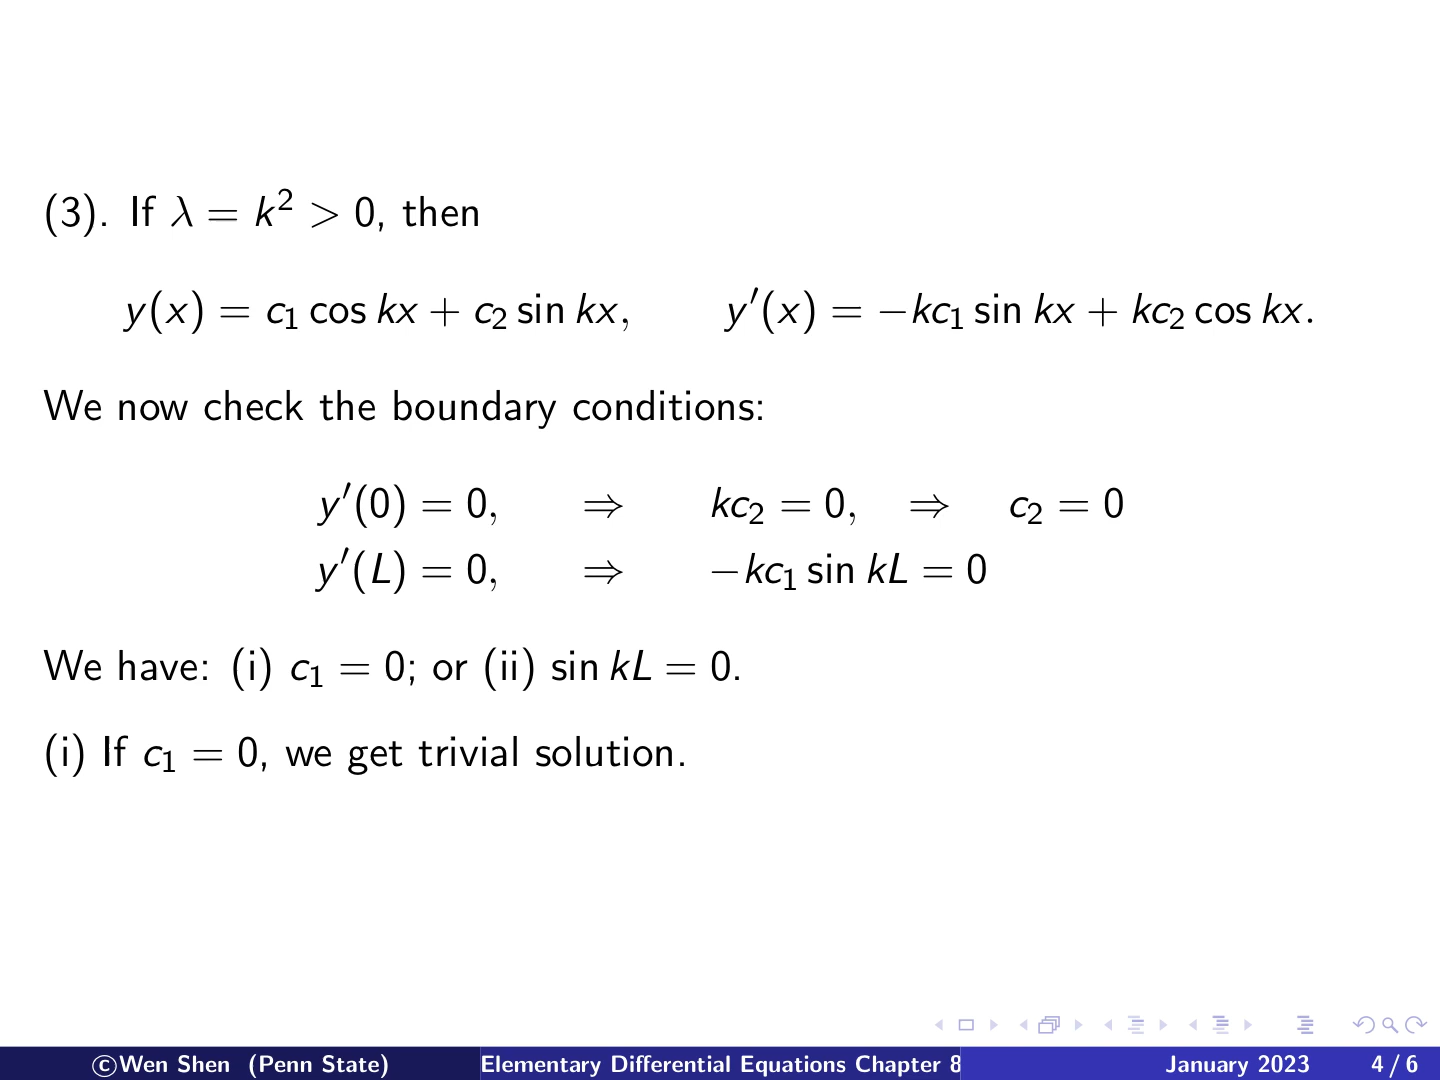 (3). If λ = k² > 0, then
y(x) = c₁ cos kx + c₂ sin kx, y′(x) = −kc₁ sin kx + kc₂ cos kx.
We now check the boundary conditions:
y′(0) = 0, ⇒ kc₂ = 0, ⇒ c₂ = 0
y′(L) = 0, ⇒ −kc₁ sin kL = 0
We have: (i) c₁ = 0; or (ii) sin kL = 0.
(i) If c₁ = 0, we get trivial solution.
©Wen Shen (Penn State) Elementary Differential Equations Chapter 8 January 2023 4 / 6